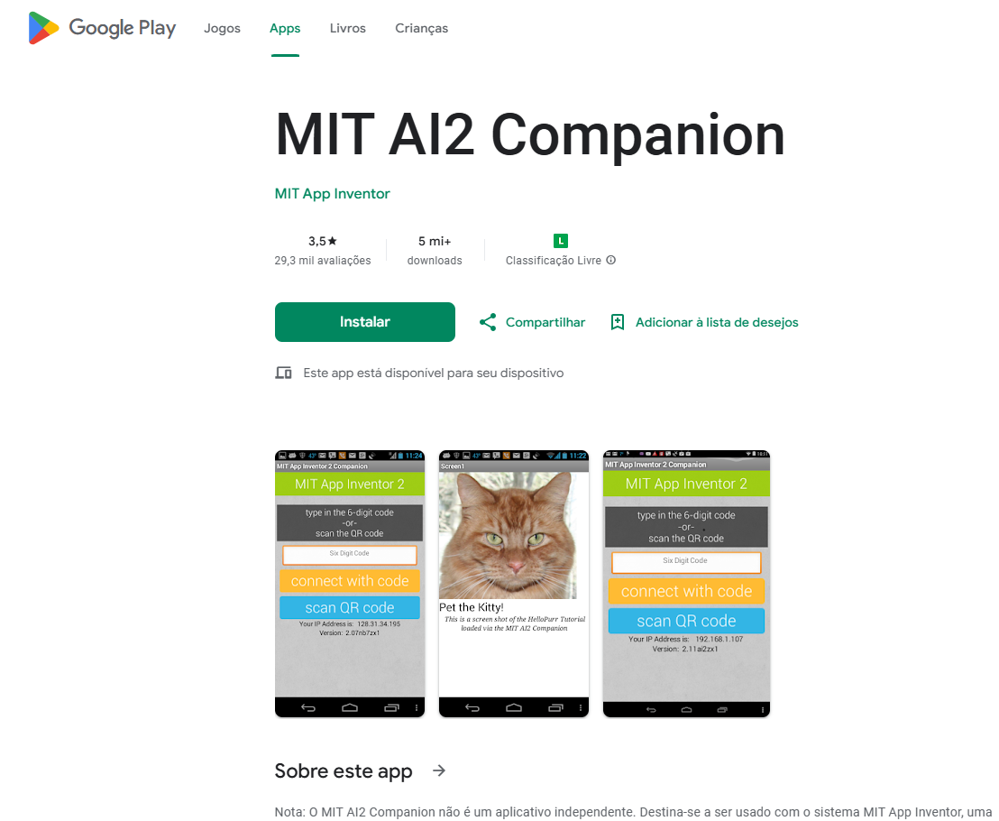 Google Play Jogos Apps Livros Crianças
MIT AI2 Companion
MIT App Inventor
3,5★ 5 mi+ L
29,3 mil avaliações downloads Classificação Livre
Instalar Compartilhar Adicionar à lista de desejos
Este app está disponível para seu dispositivo
11:24
MIT App Inventor 2 Companion
MIT App Inventor 2
type in the 6-digit code
-or-
scan the QR code
Six Digit Code
connect with code
scan QR code
Your IP Address is: 128.31.34.195
Version: 2.07nb7zx1
11:22
Screen1
Pet the Kitty!
This is a screen shot of the HelloPurr Tutorial
loaded via the MIT AI2 Companion
MIT App Inventor 2 Companion
MIT App Inventor 2
type in the 6-digit code
-or-
scan the QR code
Six Digit Code
connect with code
scan QR code
Your IP Address is: 192.168.1.107
Version: 2.11ai2zx1
Sobre este app
Nota: O MIT AI2 Companion não é um aplicativo independente. Destina-se a ser usado com o sistema MIT App Inventor, uma